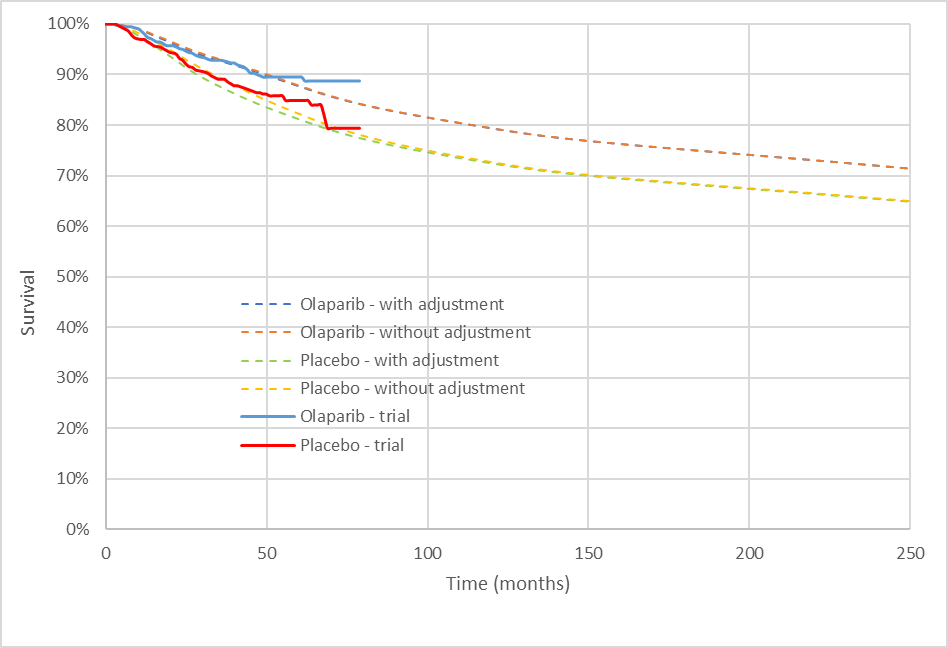 100%
90%
80%
70%
60%
50%
40%
30%
20%
10%
0%
Survival
Olaparib - with adjustment
Olaparib - without adjustment
Placebo - with adjustment
Placebo - without adjustment
Olaparib - trial
Placebo - trial
0 50 100 150 200 250
Time (months)